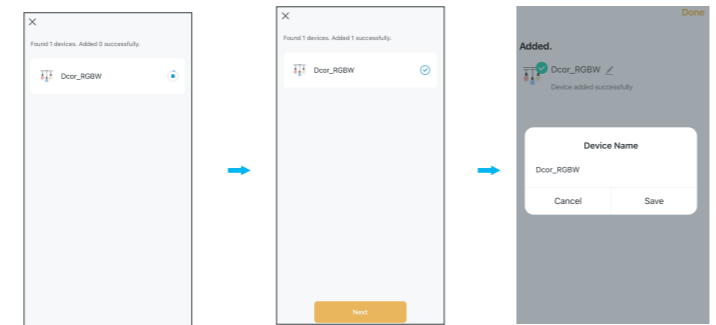 Found 1 devices. Added 0 successfully.
Dcor_RGBW
Found 1 devices. Added 1 successfully.
Dcor_RGBW
Next
Done
Added.
Dcor_RGBW
Device added successfully
Device Name
Dcor_RGBW
Cancel Save